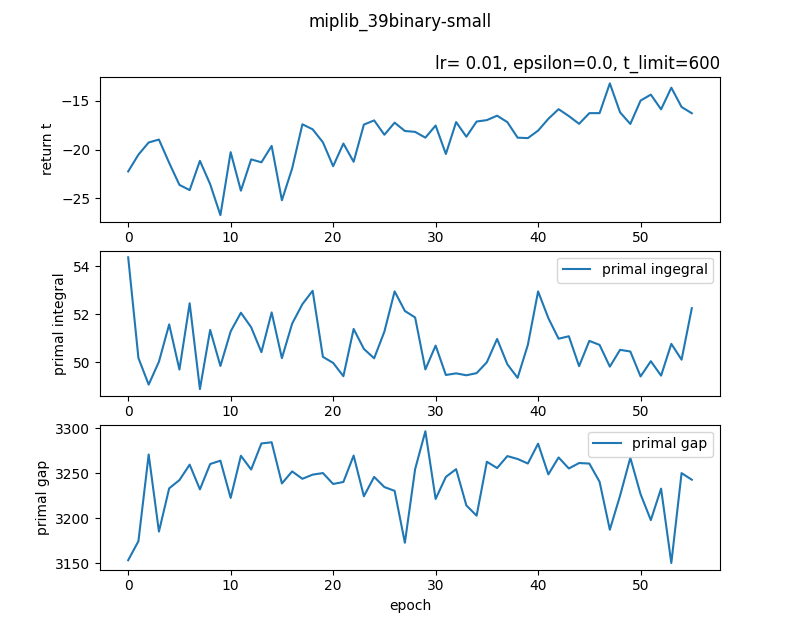 miplib_39binary-small
lr= 0.01, epsilon=0.0, t_limit=600
return t
−15
−20
−25
0 10 20 30 40 50
primal integral
54
52
50
primal ingegral
0 10 20 30 40 50
primal gap
3300
3250
3200
3150
primal gap
0 10 20 30 40 50
epoch